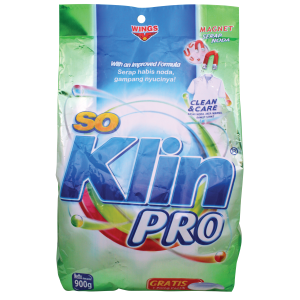 WINGS
MAGNET
With an improved Formula
Serap habis noda,
gampang nyucinya!
CLEAN
& CARE
SO
Klin
PRO
900g
GRATIS